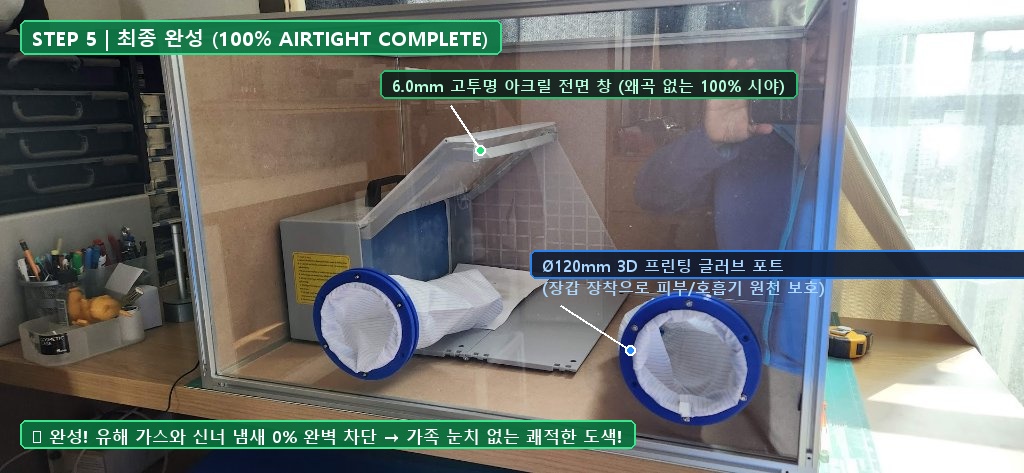 STEP 5 | 최종 완성 (100% AIRTIGHT COMPLETE)
6.0mm 고투명 아크릴 전면 창 (왜곡 없는 100% 시야)
Ø120mm 3D 프린팅 글러브 포트
(장갑 장착으로 피부/호흡기 원천 보호)
완성! 유해 가스와 신너 냄새 0% 완벽 차단 → 가족 눈치 없는 쾌적한 도색!